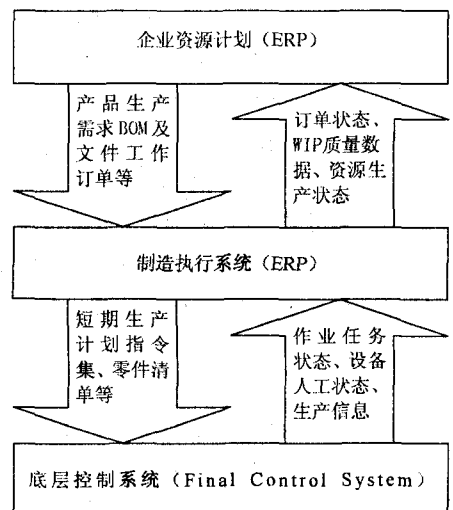 企业资源计划（ERP）
产品生产
需求BOM及
文件工作
订单等
订单状态、
WIP质量数
据、资源生
产状态
制造执行系统（ERP）
短期生产
计划指令
集、零件清
单等
作业任务
状态、设备
人工状态、
生产信息
底层控制系统（Final Control System）